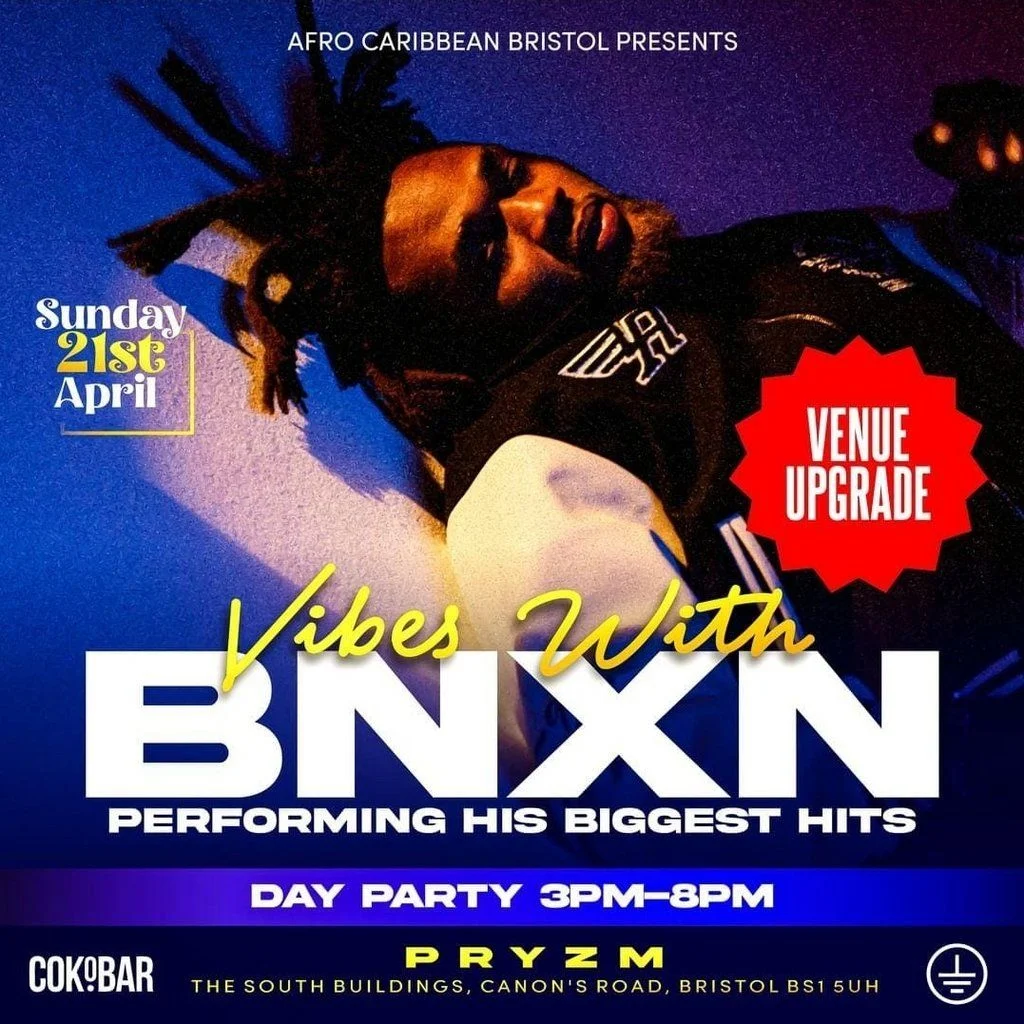 AFRO CARIBBEAN BRISTOL PRESENTS
Sunday
21st
April
VENUE
UPGRADE
Vibes With
BNXN
PERFORMING HIS BIGGEST HITS
DAY PARTY 3PM–8PM
COKOBAR
PRYZM
THE SOUTH BUILDINGS, CANON'S ROAD, BRISTOL BS1 5UH